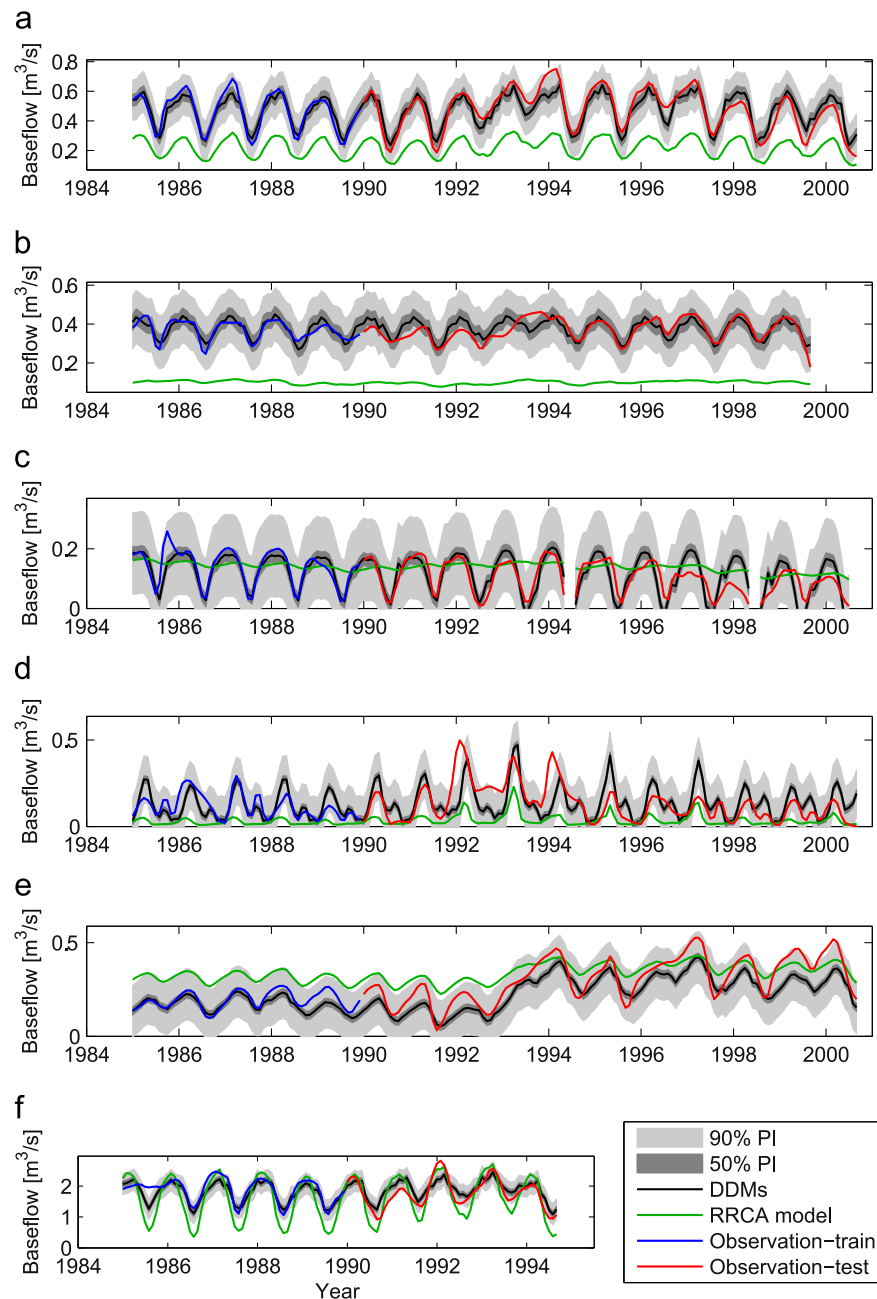 a
Baseflow [m³/s]
0.8
0.6
0.4
0.2
1984 1986 1988 1990 1992 1994 1996 1998 2000
b
Baseflow [m³/s]
0.6
0.4
0.2
1984 1986 1988 1990 1992 1994 1996 1998 2000
c
Baseflow [m³/s]
0.2
0
1984 1986 1988 1990 1992 1994 1996 1998 2000
d
Baseflow [m³/s]
0.5
0
1984 1986 1988 1990 1992 1994 1996 1998 2000
e
Baseflow [m³/s]
0.5
0
1984 1986 1988 1990 1992 1994 1996 1998 2000
f
Baseflow [m³/s]
2
1
0
1984 1986 1988 1990 1992 1994
Year
90% PI
50% PI
DDMs
RRCA model
Observation−train
Observation−test